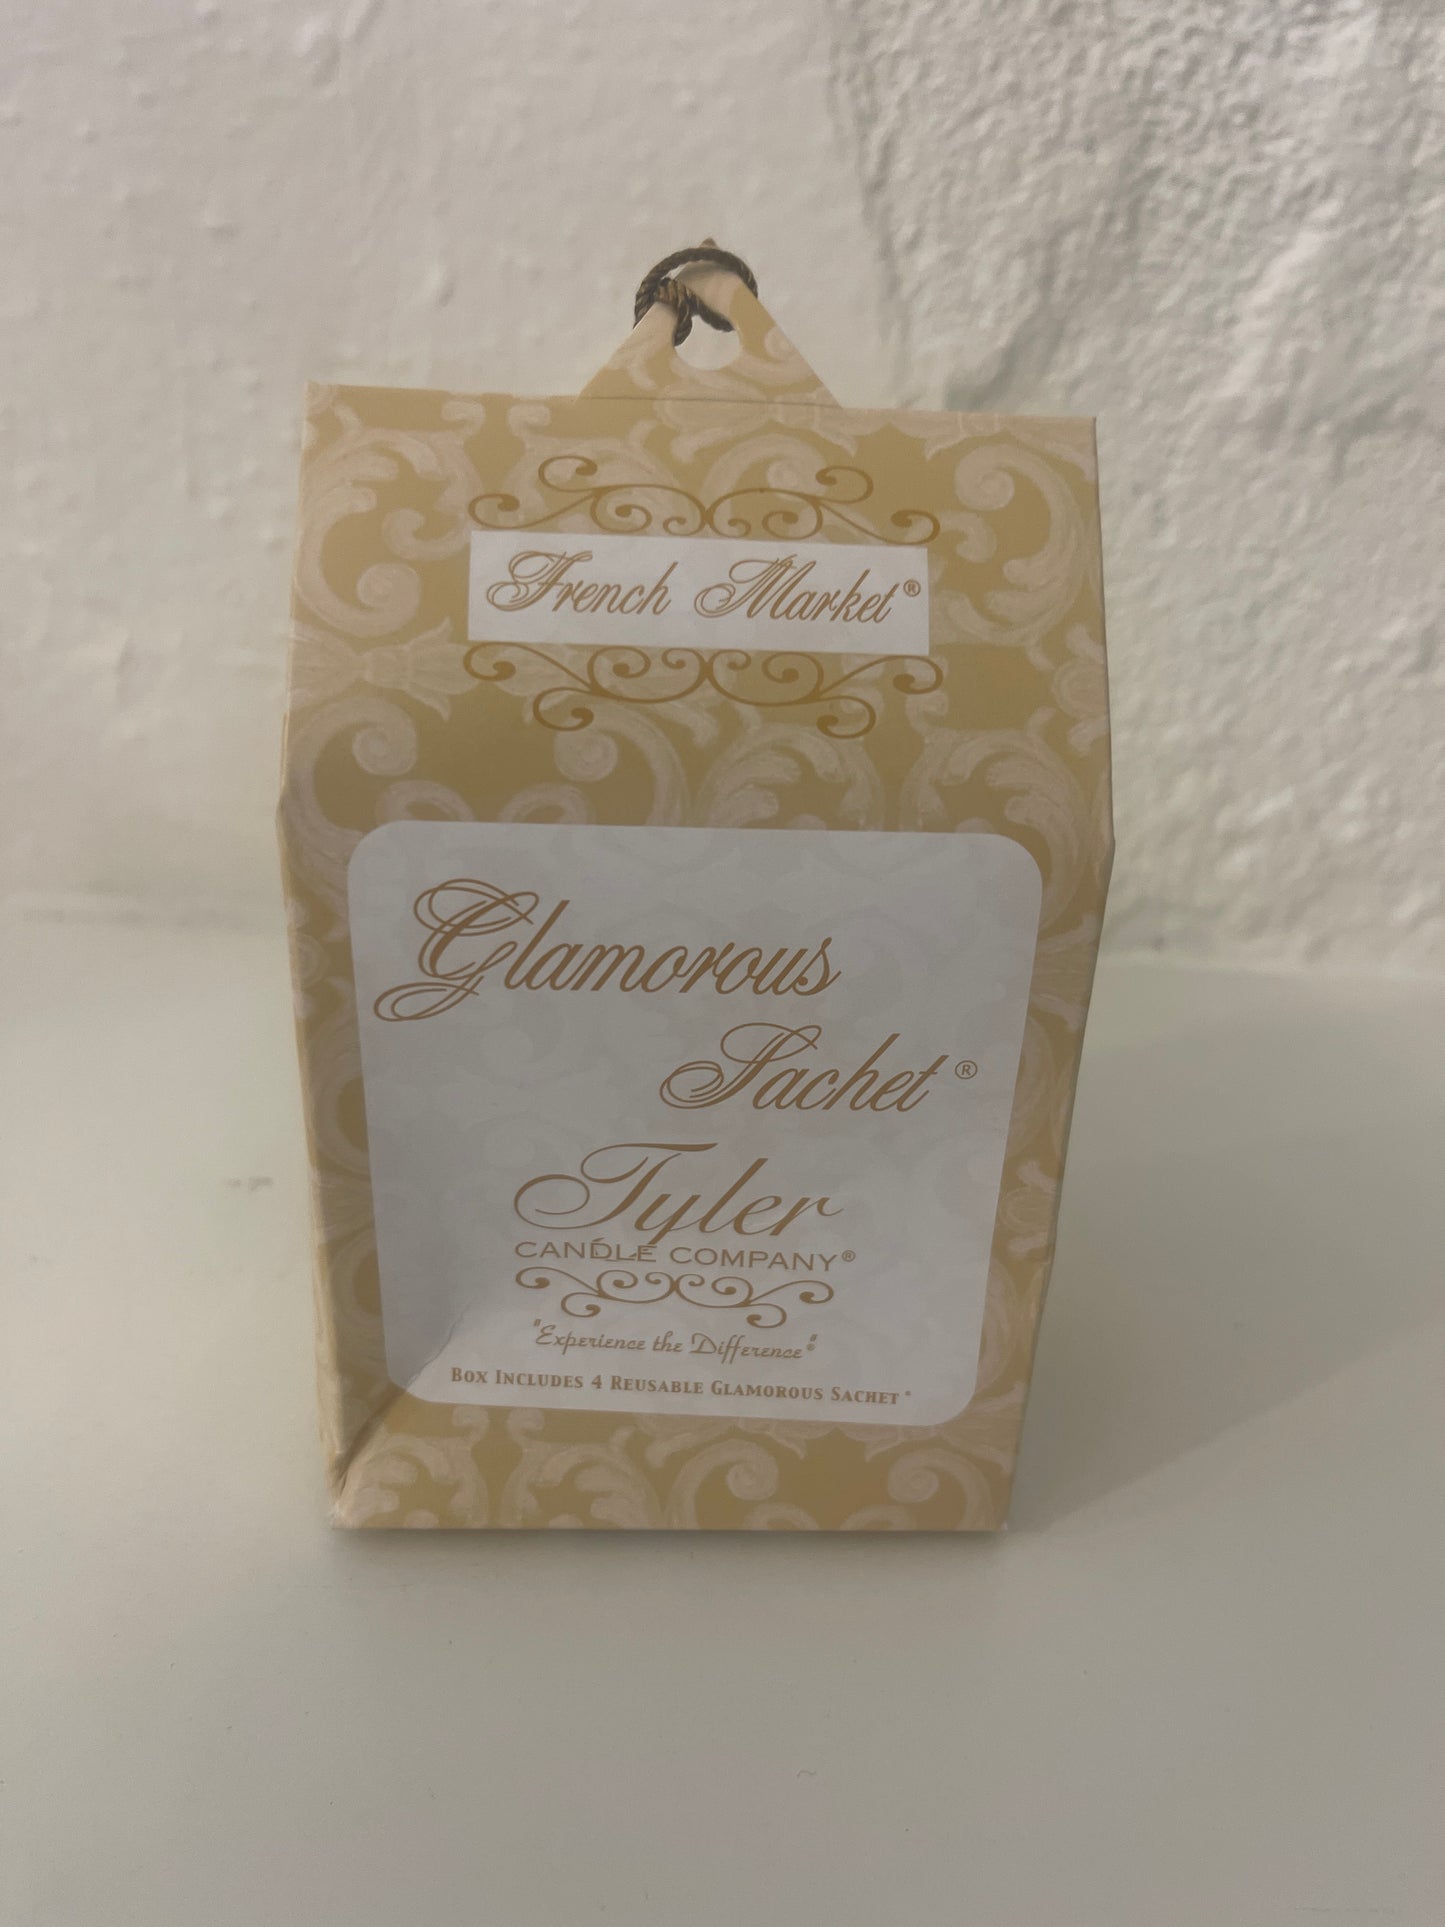 French Market®
Glamorous
Sachet®
Tyler
CANDLE COMPANY®
"Experience the Difference"®
BOX INCLUDES 4 REUSABLE GLAMOROUS SACHET®